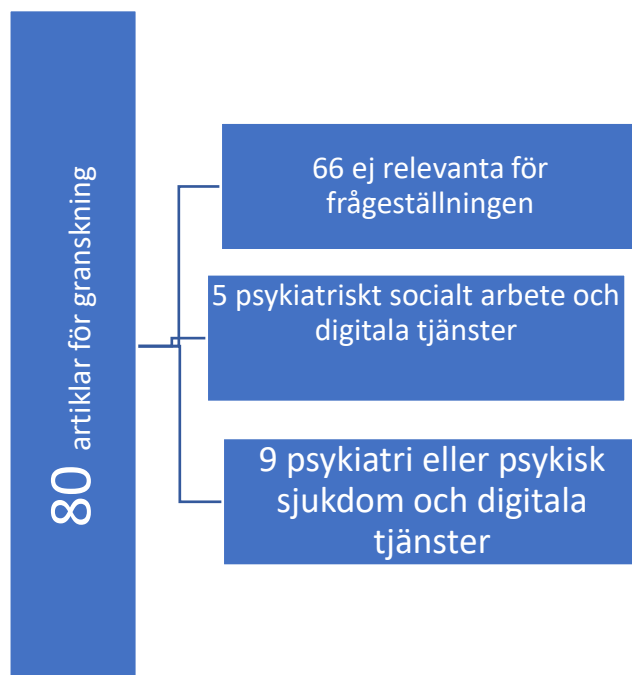 80 artiklar för granskning
66 ej relevanta för
frågeställningen
5 psykiatriskt socialt arbete och
digitala tjänster
9 psykiatri eller psykisk
sjukdom och digitala
tjänster